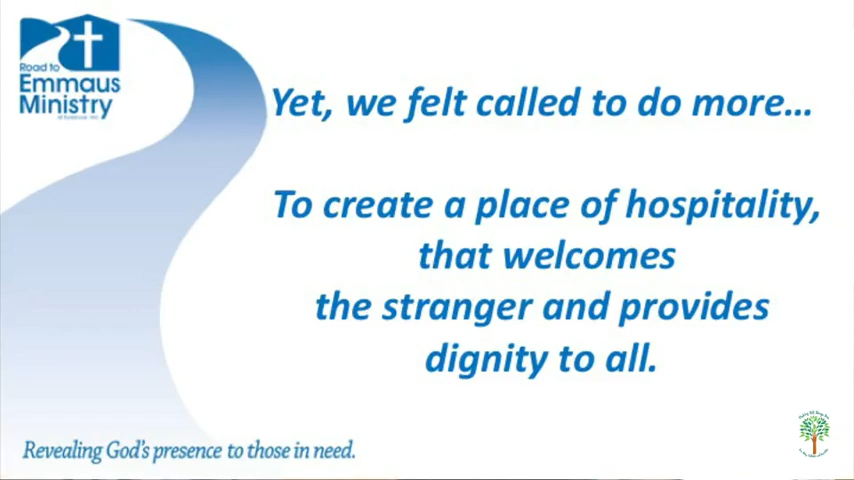 Road to
Emmaus
Ministry
Yet, we felt called to do more...
To create a place of hospitality,
that welcomes
the stranger and provides
dignity to all.
Revealing God's presence to those in need.